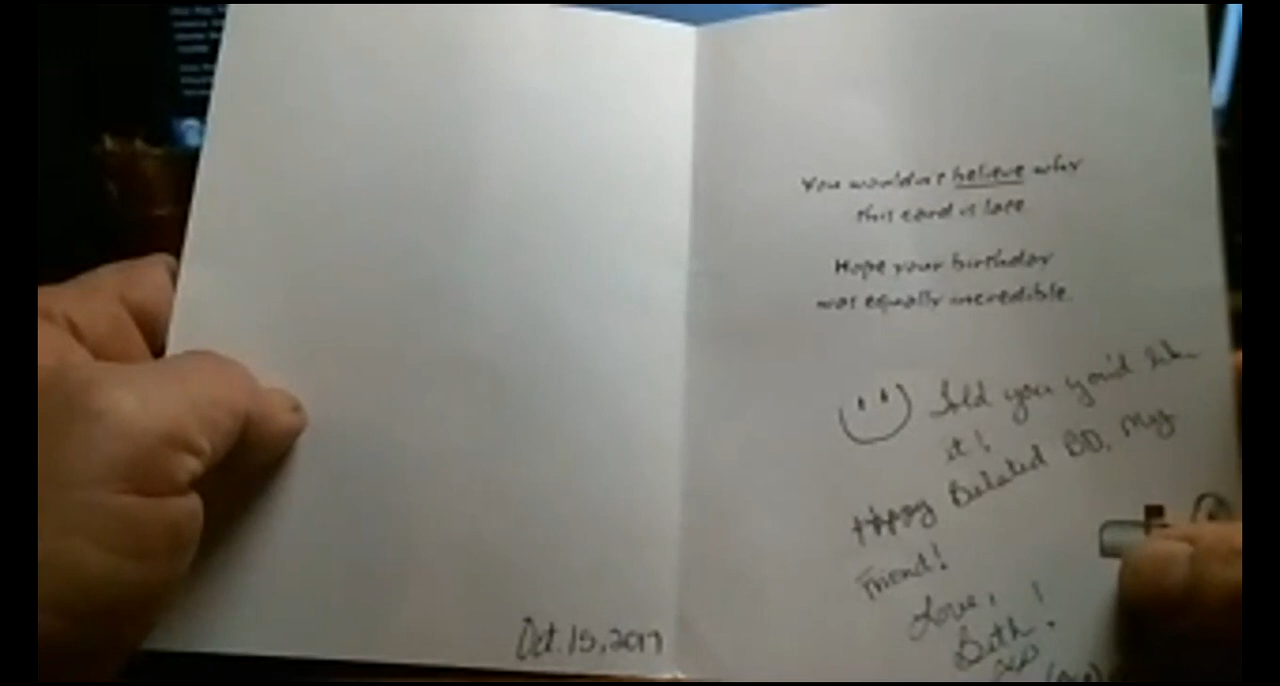 Oct. 15, 2017
You wouldn't believe why
this card is late
Hope your birthday
was equally incredible.
Told you you'd like
it!
Happy Belated BD, My
Friend!
Love,
Beth!